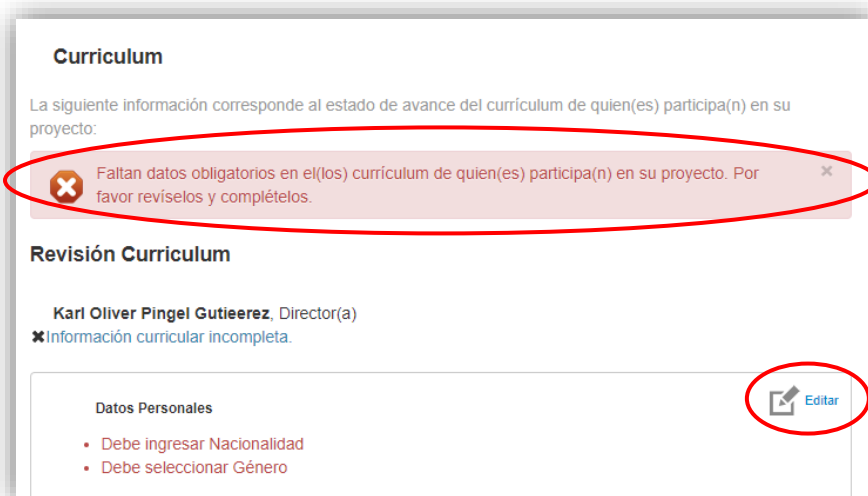 Curriculum
La siguiente información corresponde al estado de avance del currículum de quien(es) participa(n) en su
proyecto:
Faltan datos obligatorios en el(los) currículum de quien(es) participa(n) en su proyecto. Por
favor revíselos y complételos.
Revisión Curriculum
Karl Oliver Pingel Gutieerez, Director(a)
Información curricular incompleta.
Datos Personales
Editar
Debe ingresar Nacionalidad
Debe seleccionar Género